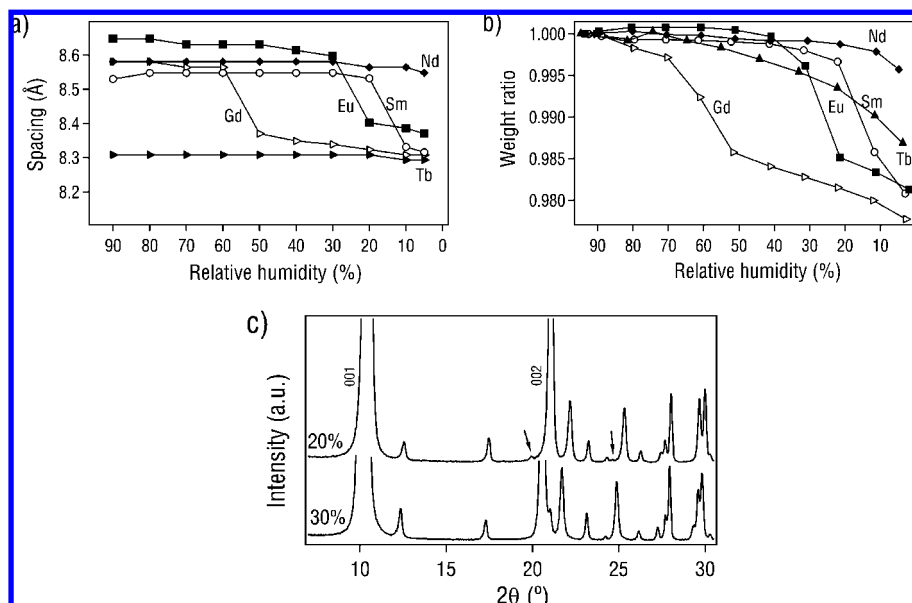 a)
8.6
8.5
8.4
8.3
8.2
Spacing (Å)
Nd
Eu
Sm
Gd
Tb
90 80 70 60 50 40 30 20 10 0
Relative humidity (%)
b)
1.000
0.995
0.990
0.985
0.980
Weight ratio
Nd
Sm
Eu
Gd
Tb
90 80 70 60 50 40 30 20 10
Relative humidity (%)
c)
Intensity (a.u.)
001
002
20%
30%
10 15 20 25 30
2θ (º)